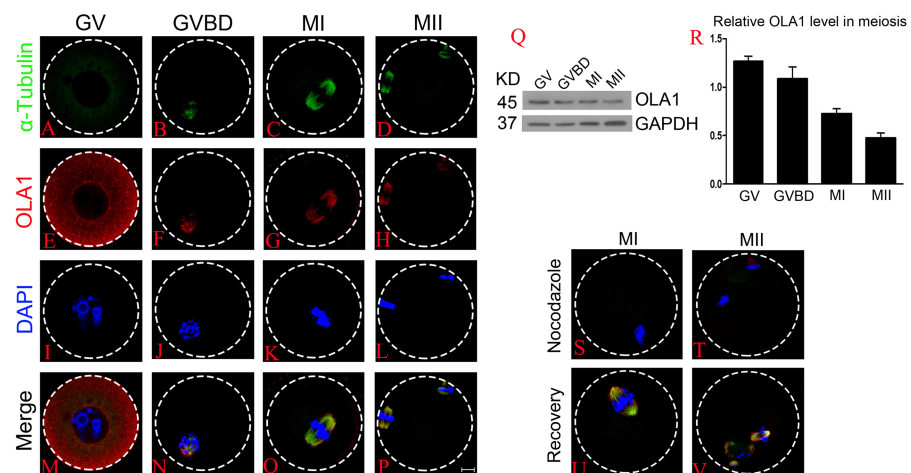 GV GVBD MI MII
α-Tubulin
A B C D
OLA1
E F G H
DAPI
I J K L
Merge
M N O P
Q
KD GV GVBD MI MII
45 OLA1
37 GAPDH
R
Relative OLA1 level in meiosis
1.5
1.0
0.5
0.0
GV GVBD MI MII
MI MII
Nocodazole
S T
Recovery
U V